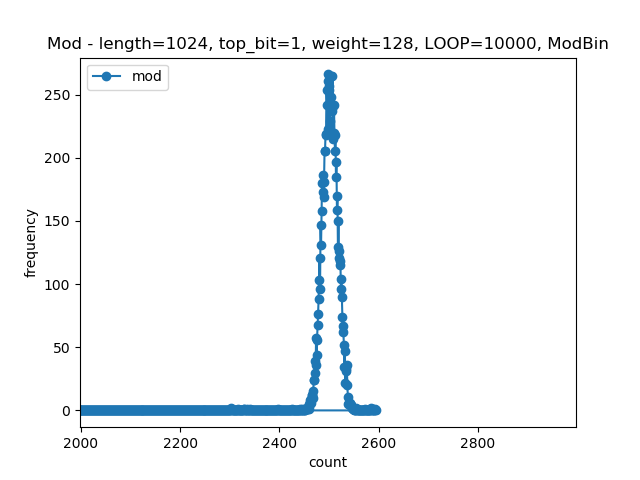 Mod - length=1024, top_bit=1, weight=128, LOOP=10000, ModBin
mod
250
200
150
100
50
0
frequency
2000 2200 2400 2600 2800
count